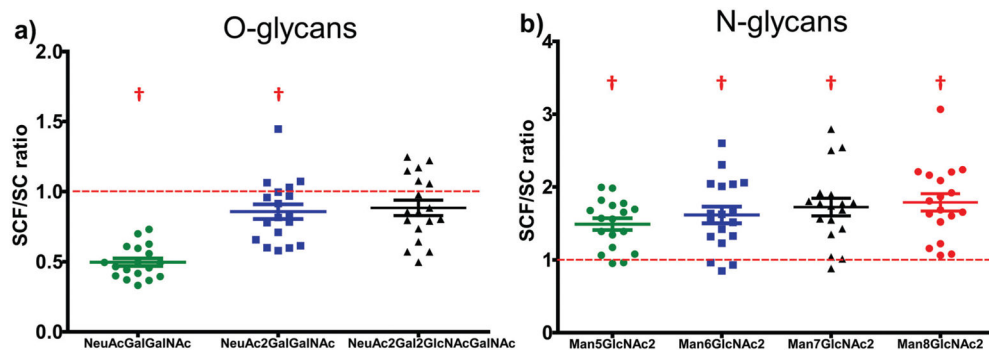 a) O-glycans
SCF/SC ratio
2.0
1.5
1.0
0.5
0.0
† †
NeuAcGalGalNAc NeuAc2GalGalNAc NeuAc2Gal2GlcNAcGalNAc
b) N-glycans
SCF/SC ratio
4
3
2
1
0
† † † †
Man5GlcNAc2 Man6GlcNAc2 Man7GlcNAc2 Man8GlcNAc2